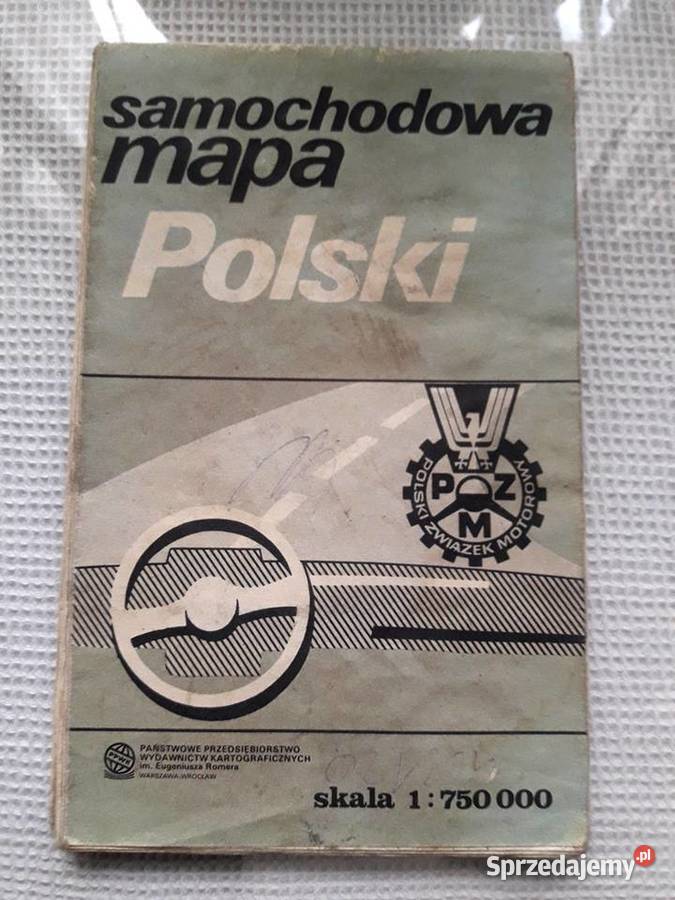 samochodowa
mapa
Polski
P Z
M
POLSKI ZWIĄZEK MOTOROWY
PPWK
PAŃSTWOWE PRZEDSIĘBIORSTWO
WYDAWNICTW KARTOGRAFICZNYCH
im. Eugeniusza Romera
WARSZAWA-WROCŁAW
skala 1:750 000
Sprzedajemy.pl